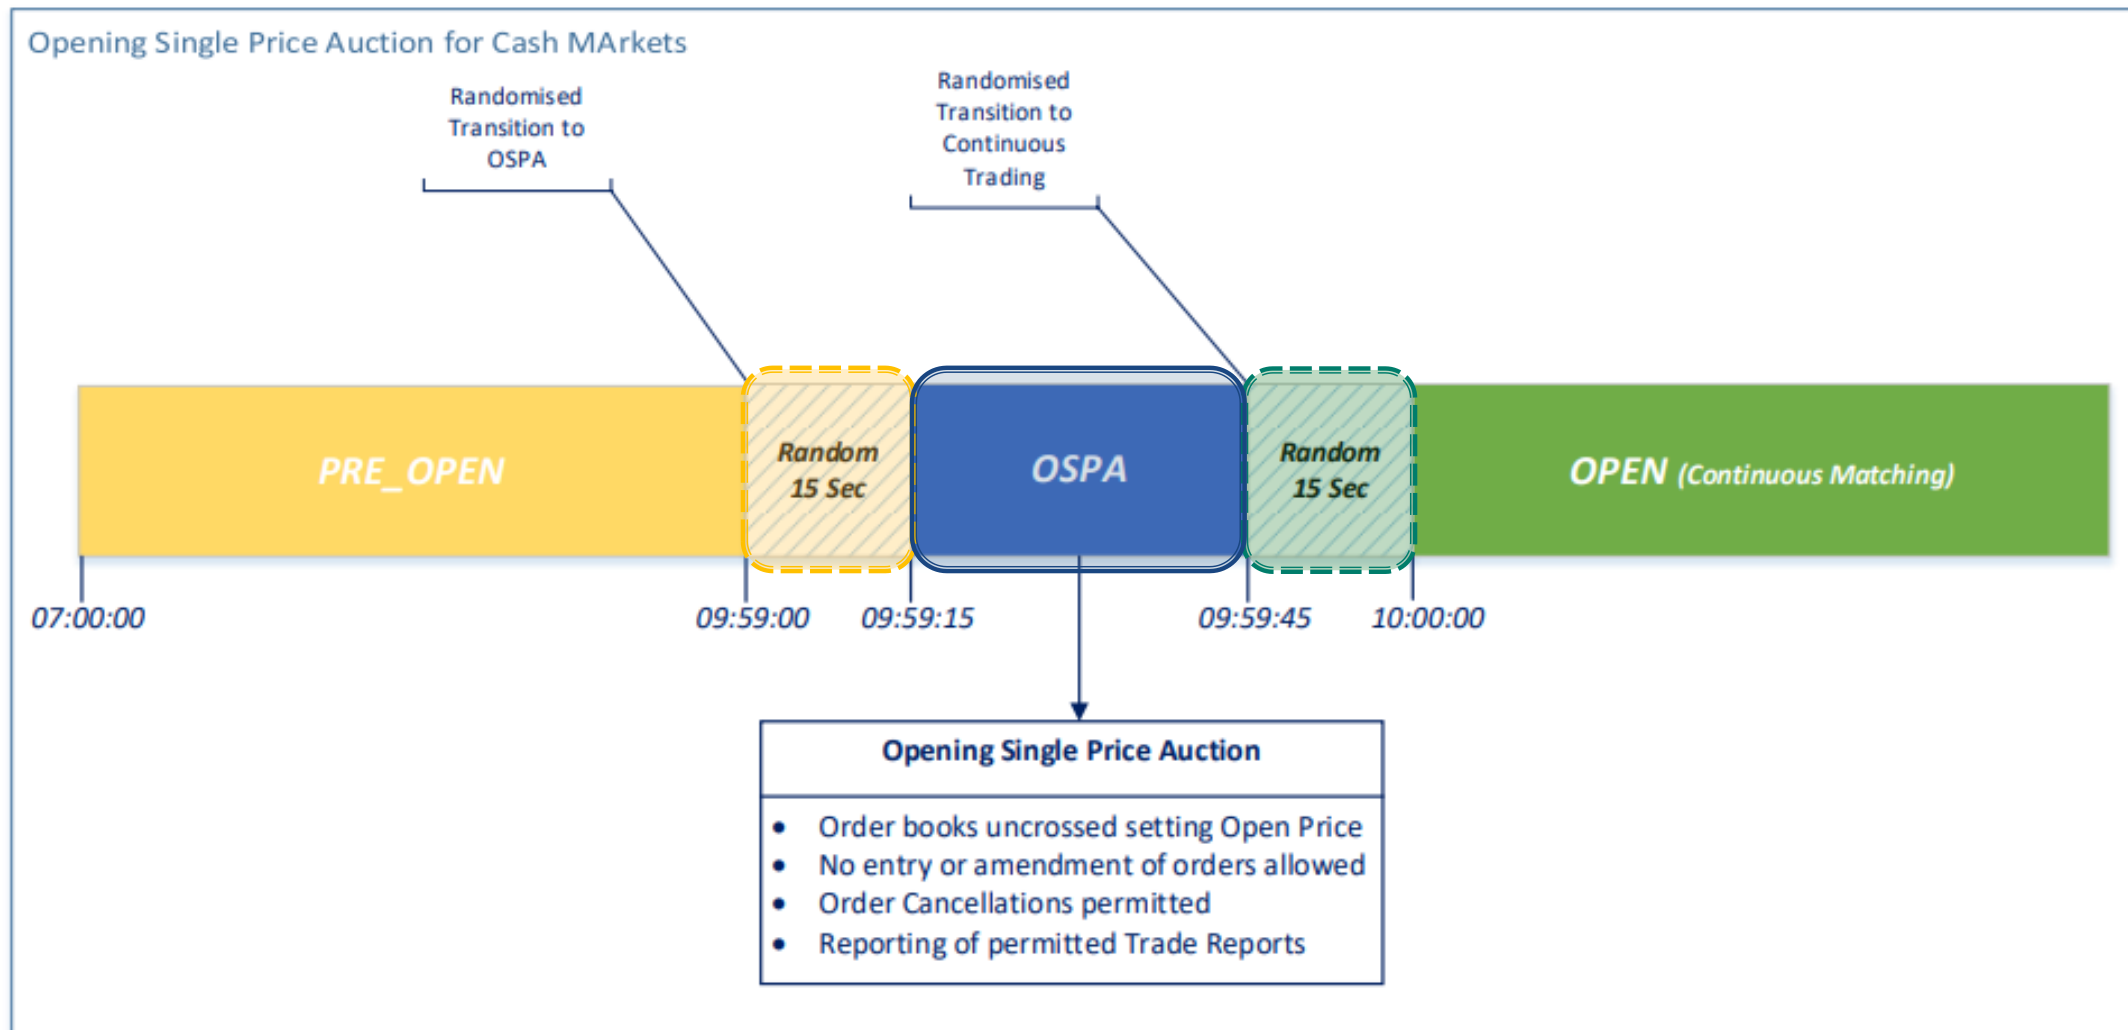 Opening Single Price Auction for Cash MArkets
Randomised
Transition to
OSPA
Randomised
Transition to
Continuous
Trading
PRE_OPEN
Random
15 Sec
OSPA
Random
15 Sec
OPEN (Continuous Matching)
07:00:00
09:59:00
09:59:15
09:59:45
10:00:00
Opening Single Price Auction
• Order books uncrossed setting Open Price
• No entry or amendment of orders allowed
• Order Cancellations permitted
• Reporting of permitted Trade Reports